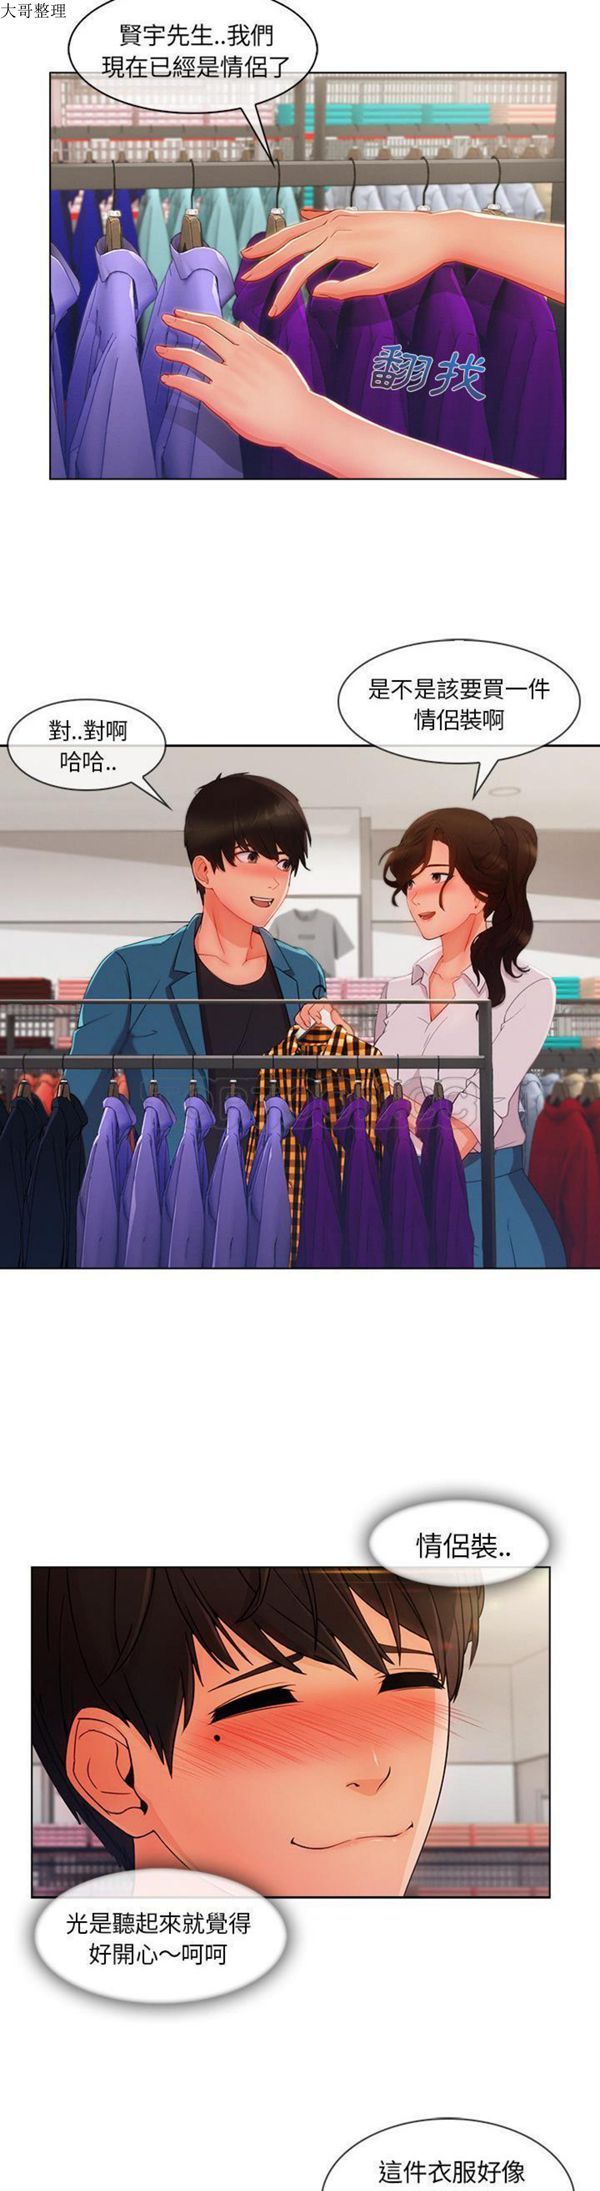 大哥整理
賢宇先生..我們
現在已經是情侶了
翻找
是不是該要買一件
情侶裝啊
對..對啊
哈哈..
情侶裝..
光是聽起來就覺得
好開心～呵呵
這件衣服好像